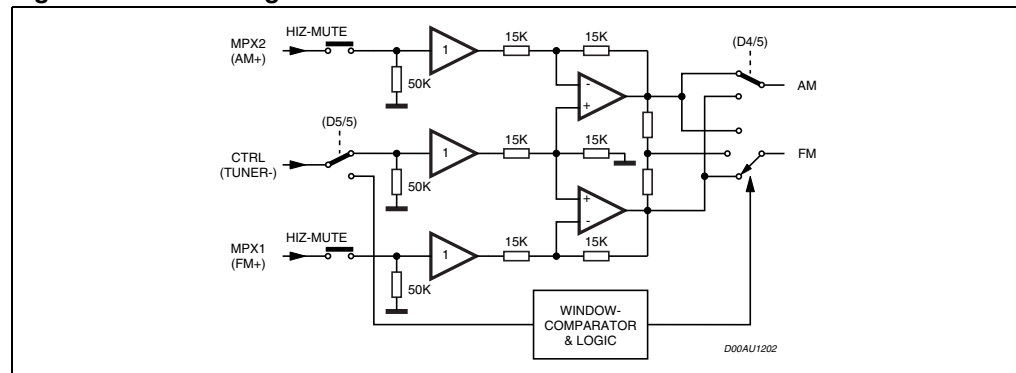 HIZ-MUTE
MPX2
(AM+)
1
15K
15K
50K
-
+
(D4/5)
AM
(D5/5)
CTRL
(TUNER-)
1
15K
15K
50K
FM
HIZ-MUTE
MPX1
(FM+)
1
15K
15K
50K
+
-
WINDOW-
COMPARATOR
& LOGIC
D00AU1202